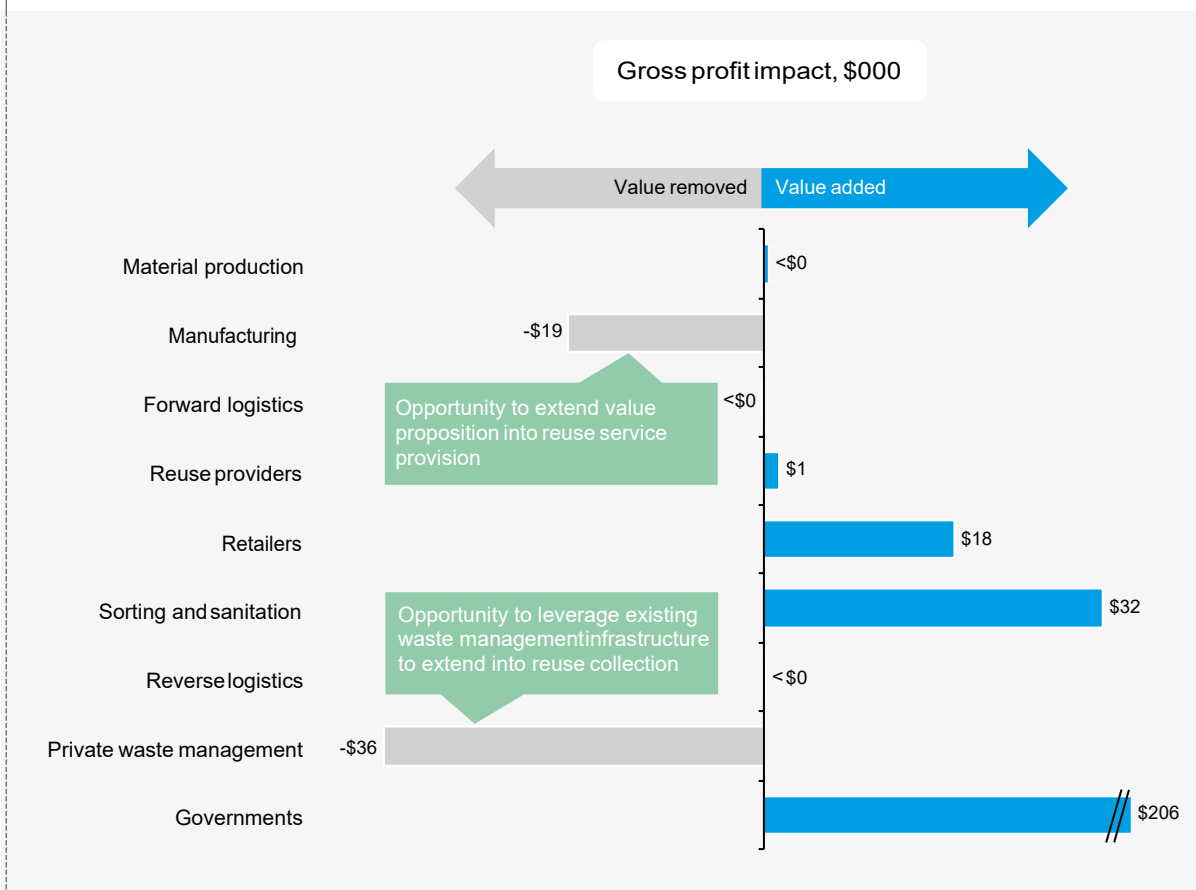 Gross profit impact, $000
Value removed
Value added
Material production
<$0
Manufacturing
-$19
Forward logistics
<$0
Opportunity to extend value
proposition into reuse service
provision
Reuse providers
$1
Retailers
$18
Sorting and sanitation
$32
Opportunity to leverage existing
waste management infrastructure
to extend into reuse collection
Reverse logistics
<$0
Private waste management
-$36
Governments
$206